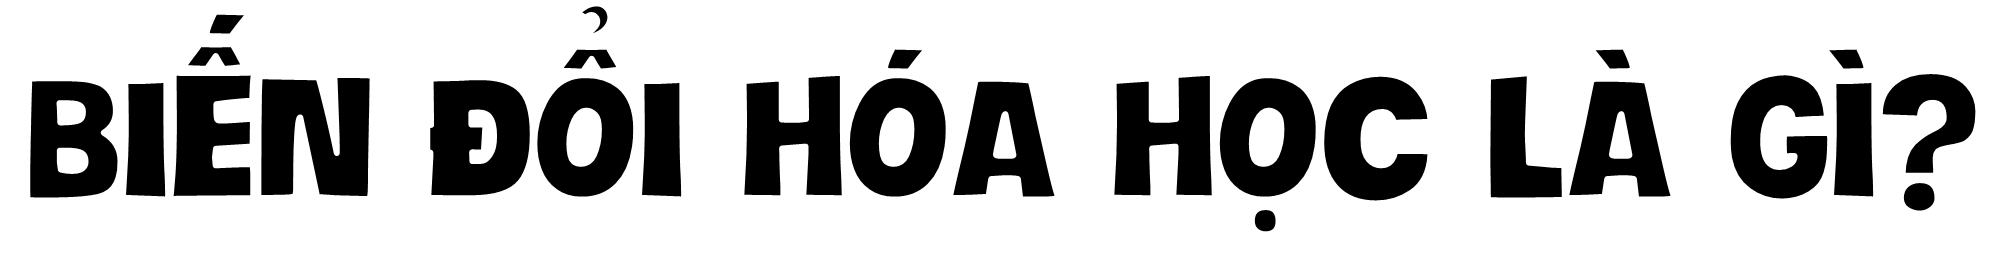 BIẾN ĐỔI HÓA HỌC LÀ GÌ?